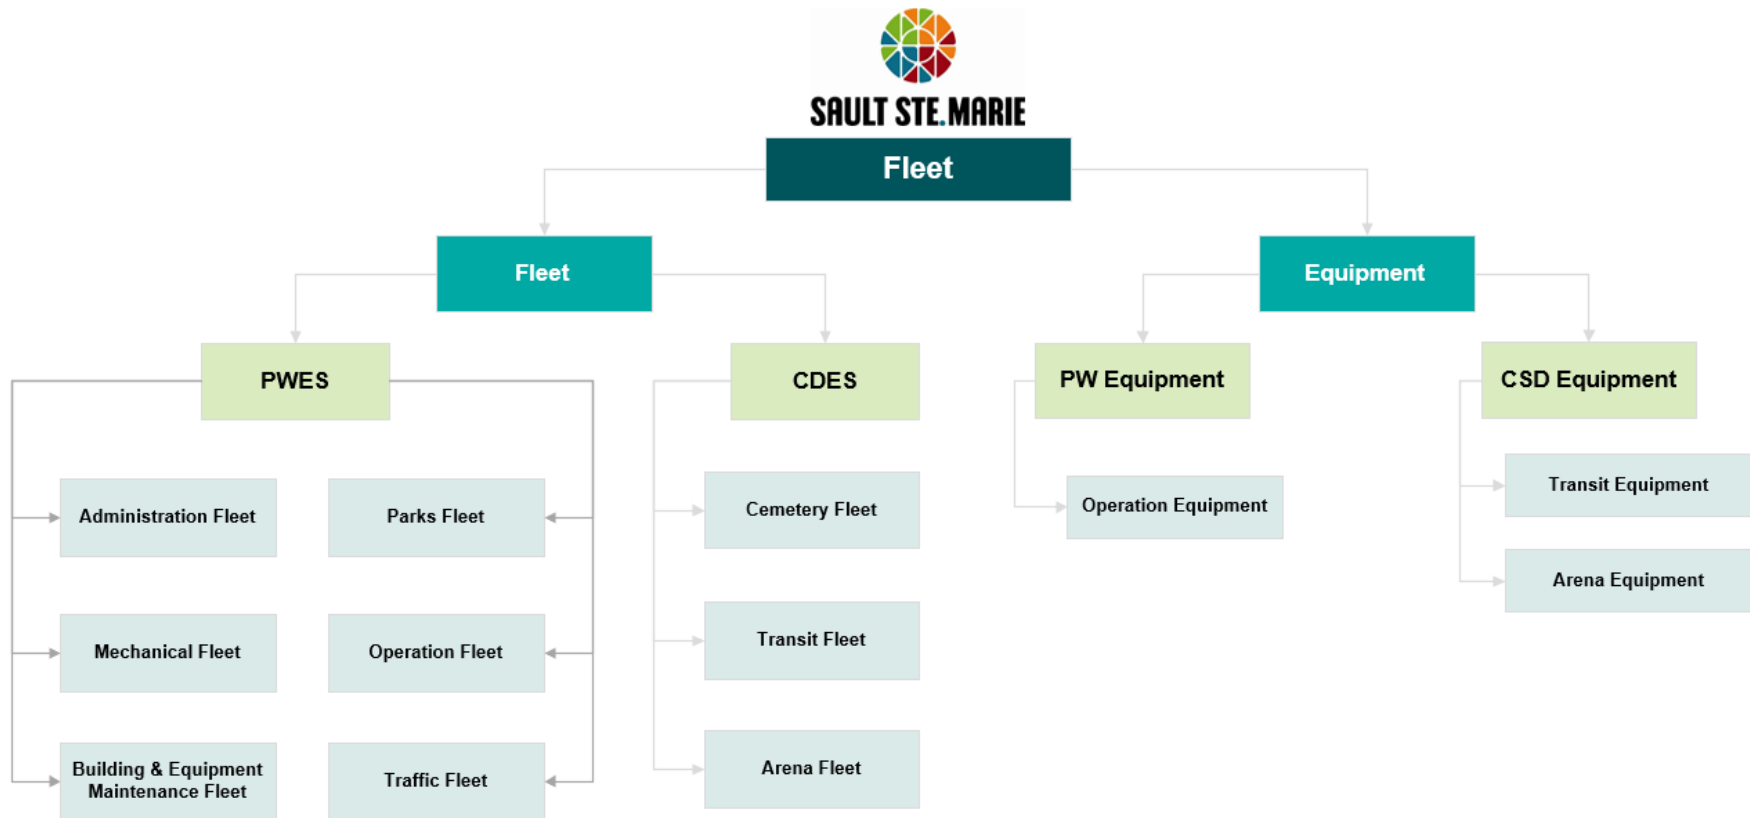 SAULT STE.MARIE
Fleet
Fleet
Equipment
PWES
CDES
PW Equipment
CSD Equipment
Administration Fleet
Parks Fleet
Cemetery Fleet
Operation Equipment
Transit Equipment
Arena Equipment
Mechanical Fleet
Operation Fleet
Transit Fleet
Building & Equipment
Maintenance Fleet
Traffic Fleet
Arena Fleet